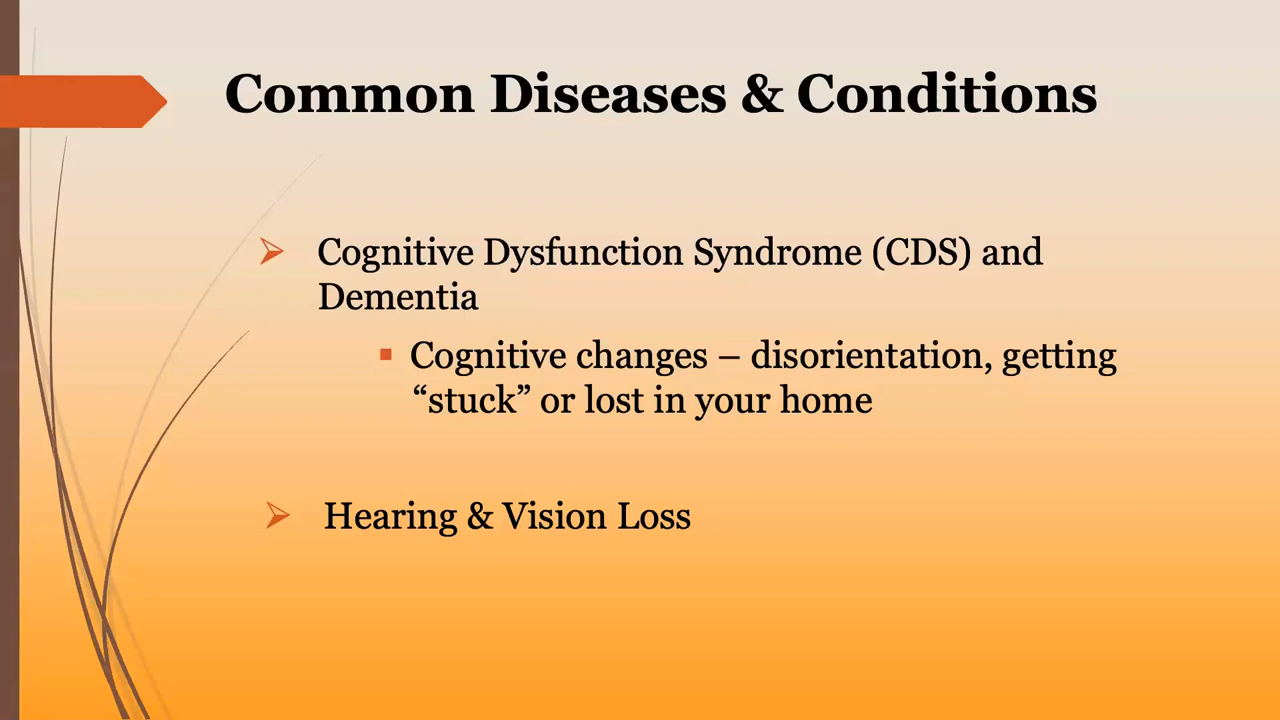 Common Diseases & Conditions
Cognitive Dysfunction Syndrome (CDS) and
Dementia
Cognitive changes – disorientation, getting
“stuck” or lost in your home
Hearing & Vision Loss